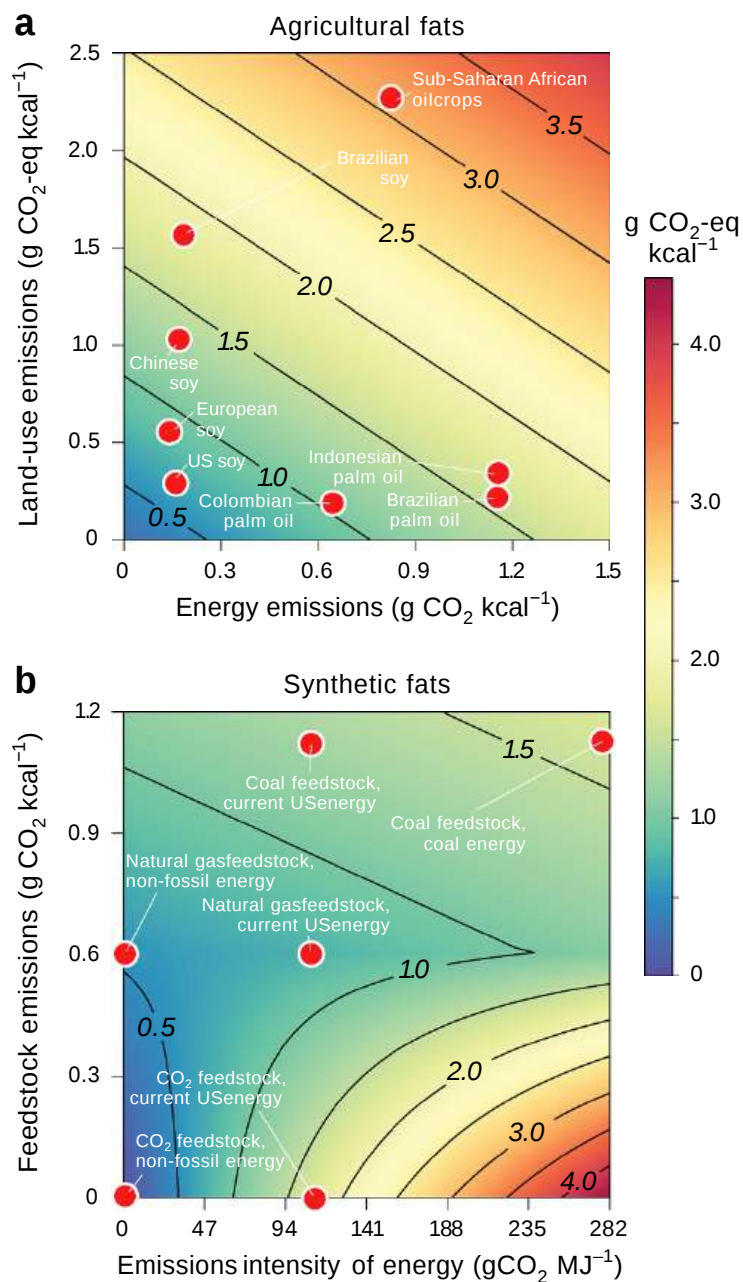 a
Agricultural fats
Land-use emissions (g CO₂-eq kcal⁻¹)
2.5
2.0
1.5
1.0
0.5
0
Sub-Saharan African
oilcrops
3.5
Brazilian
soy
3.0
2.5
2.0
1.5
Chinese
soy
European
soy
US soy
1.0
Indonesian
palm oil
Colombian
palm oil
Brazilian
palm oil
0.5
0
0.3
0.6
0.9
1.2
1.5
Energy emissions (g CO₂ kcal⁻¹)
g CO₂-eq
kcal⁻¹
4.0
3.0
2.0
1.0
0
b
Synthetic fats
Feedstock emissions (g CO₂ kcal⁻¹)
1.2
0.9
0.6
0.3
0
1.5
Coal feedstock,
current USenergy
Coal feedstock,
coal energy
Natural gasfeedstock,
non-fossil energy
Natural gasfeedstock,
current USenergy
1.0
0.5
2.0
CO₂ feedstock,
current USenergy
3.0
CO₂ feedstock,
non-fossil energy
4.0
0
47
94
141
188
235
282
Emissions intensity of energy (gCO₂ MJ⁻¹)